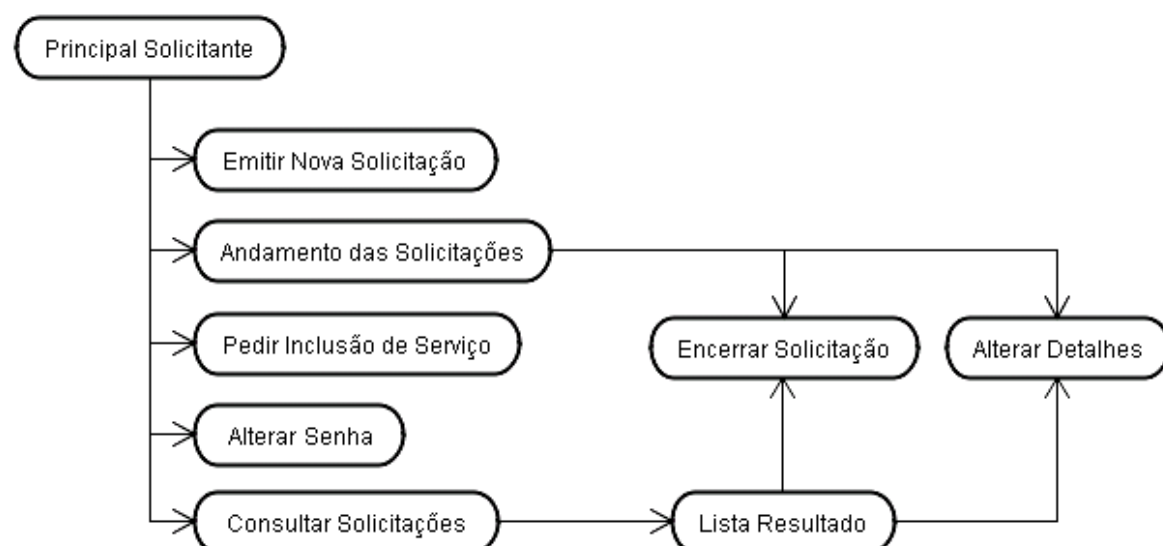 Principal Solicitante
Emitir Nova Solicitação
Andamento das Solicitações
Pedir Inclusão de Serviço
Encerrar Solicitação
Alterar Detalhes
Alterar Senha
Consultar Solicitações
Lista Resultado